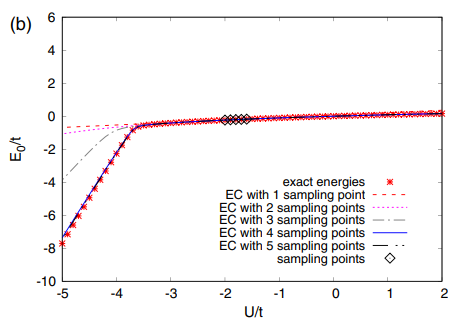 (b)
6
4
2
0
-2
-4
-6
-8
-10
E0/t
exact energies
EC with 1 sampling point
EC with 2 sampling points
EC with 3 sampling points
EC with 4 sampling points
EC with 5 sampling points
sampling points
-5 -4 -3 -2 -1 0 1 2
U/t